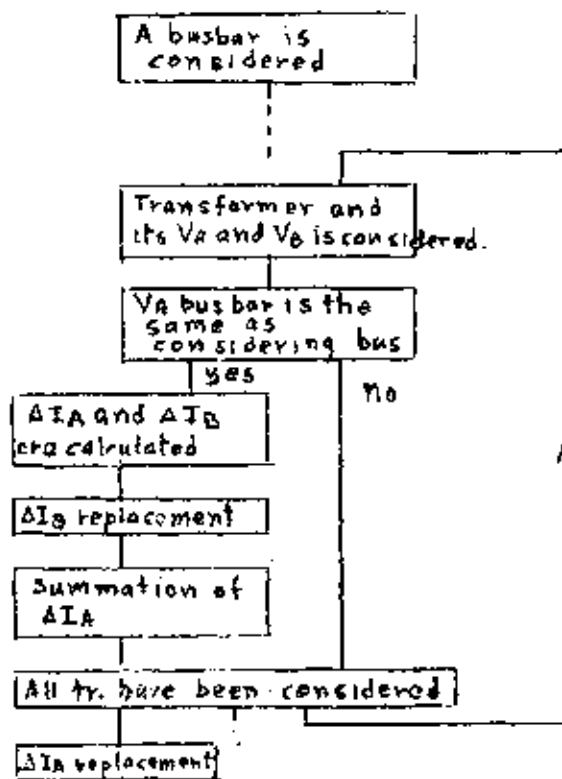 A busbar is
considered
Transformer and
its VA and VB is considered.
VA busbar is the
same as
considering bus
yes
no
ΔIA and ΔIB
are calculated
ΔIB replacement
Summation of
ΔIA
All tr. have been considered
ΔIA replacement